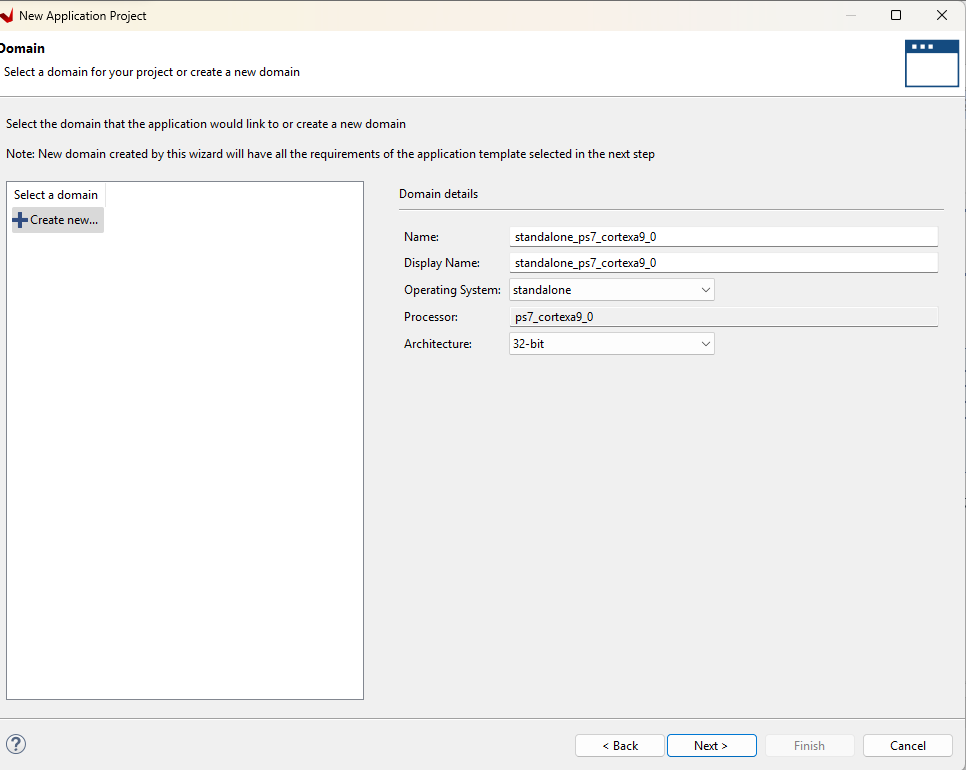 New Application Project
Domain
Select a domain for your project or create a new domain
Select the domain that the application would link to or create a new domain
Note: New domain created by this wizard will have all the requirements of the application template selected in the next step
Select a domain
Create new...
Domain details
Name: standalone_ps7_cortexa9_0
Display Name: standalone_ps7_cortexa9_0
Operating System: standalone
Processor: ps7_cortexa9_0
Architecture: 32-bit
?
< Back
Next >
Finish
Cancel